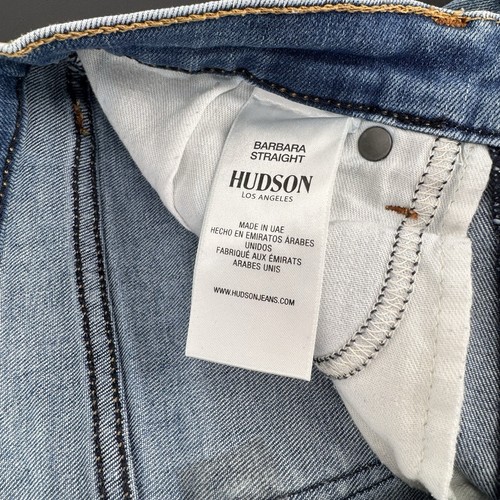 BARBARA
STRAIGHT
HUDSON
LOS ANGELES
MADE IN UAE
HECHO EN EMIRATOS ÁRABES
UNIDOS
FABRIQUÉ AUX ÉMIRATS
ARABES UNIS
WWW.HUDSONJEANS.COM